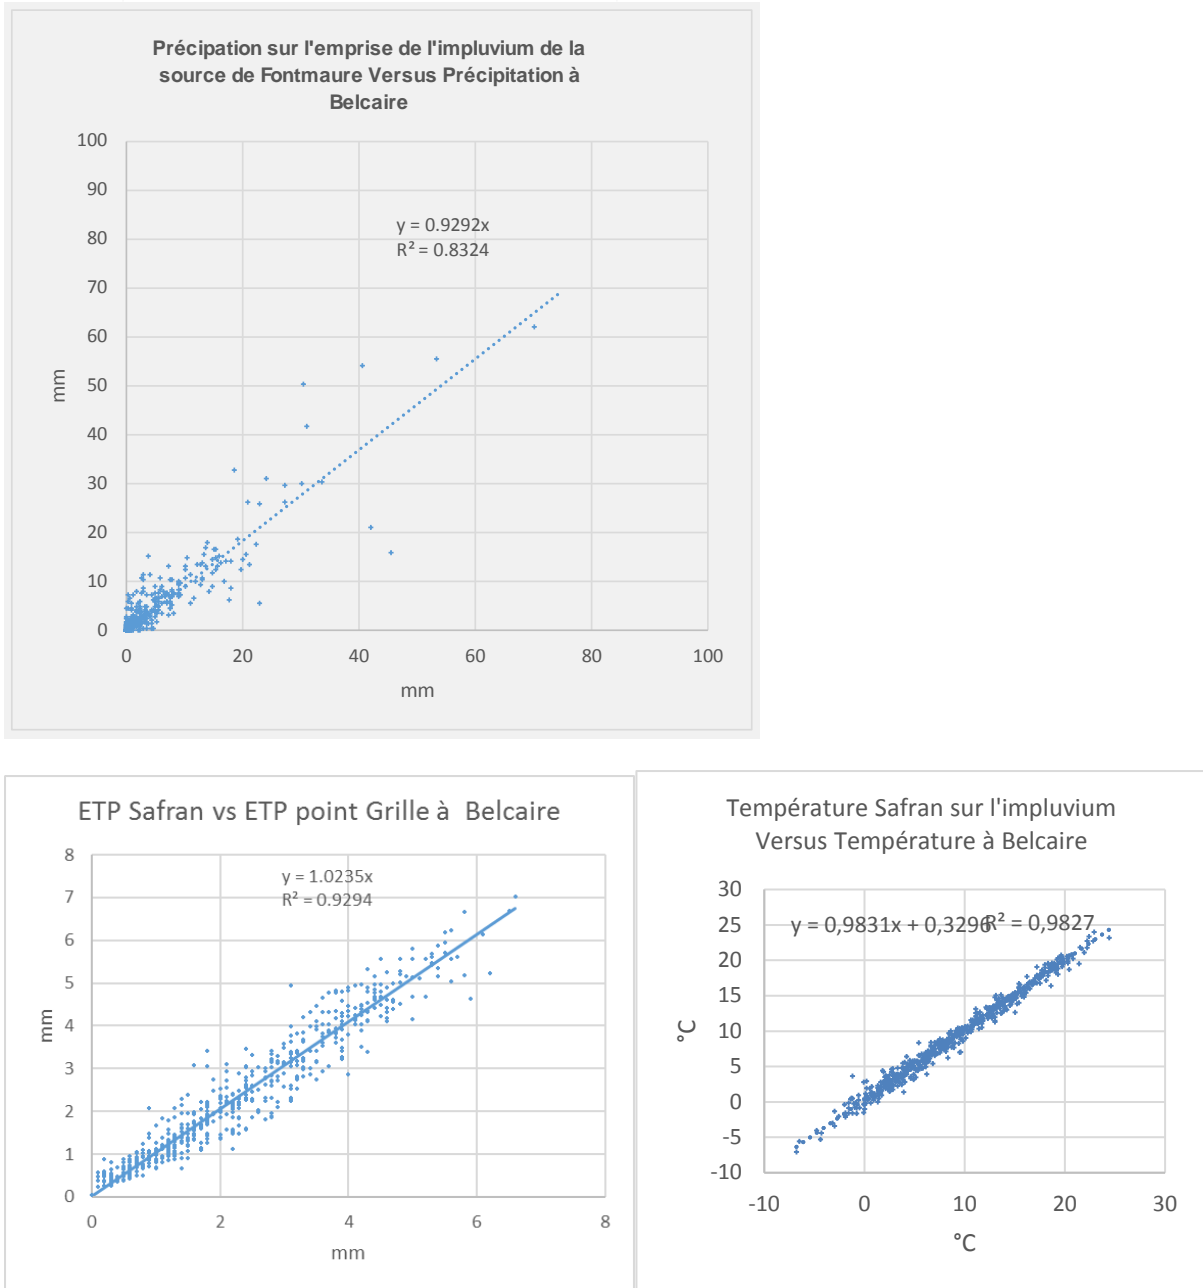 Précipation sur l'emprise de l'impluvium de la
source de Fontmaure Versus Précipitation à
Belcaire
100
90
80
70
60
50
40
30
20
10
0
mm
y = 0.9292x
R² = 0.8324
0 20 40 60 80 100
mm
ETP Safran vs ETP point Grille à Belcaire
8
7
6
5
4
3
2
1
0
mm
y = 1.0235x
R² = 0.9294
0 2 4 6 8
mm
Température Safran sur l'impluvium
Versus Température à Belcaire
30
25
20
15
10
5
0
-5
-10
°C
y = 0,9831x + 0,3296
R² = 0,9827
-10 0 10 20 30
°C